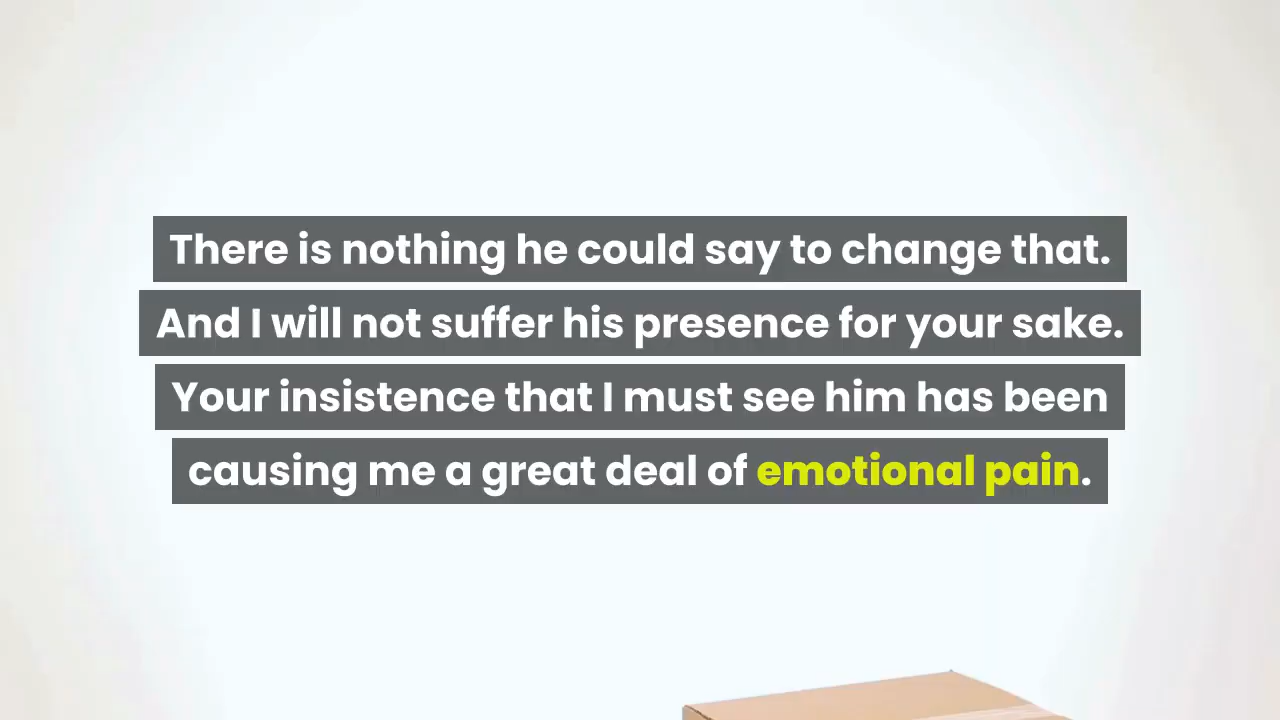 There is nothing he could say to change that.
And I will not suffer his presence for your sake.
Your insistence that I must see him has been
causing me a great deal of emotional pain.